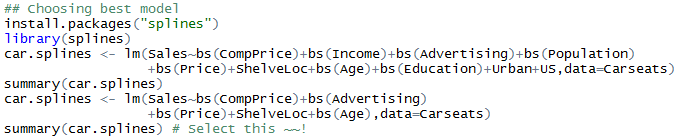 ## Choosing best model
install.packages("splines")
library(splines)
car.splines <- lm(Sales~bs(CompPrice)+bs(Income)+bs(Advertising)+bs(Population)
+bs(Price)+ShelveLoc+bs(Age)+bs(Education)+Urban+US,data=Carseats)
summary(car.splines)
car.splines <- lm(Sales~bs(CompPrice)+bs(Advertising)
+bs(Price)+ShelveLoc+bs(Age),data=Carseats)
summary(car.splines) # Select this ~~!